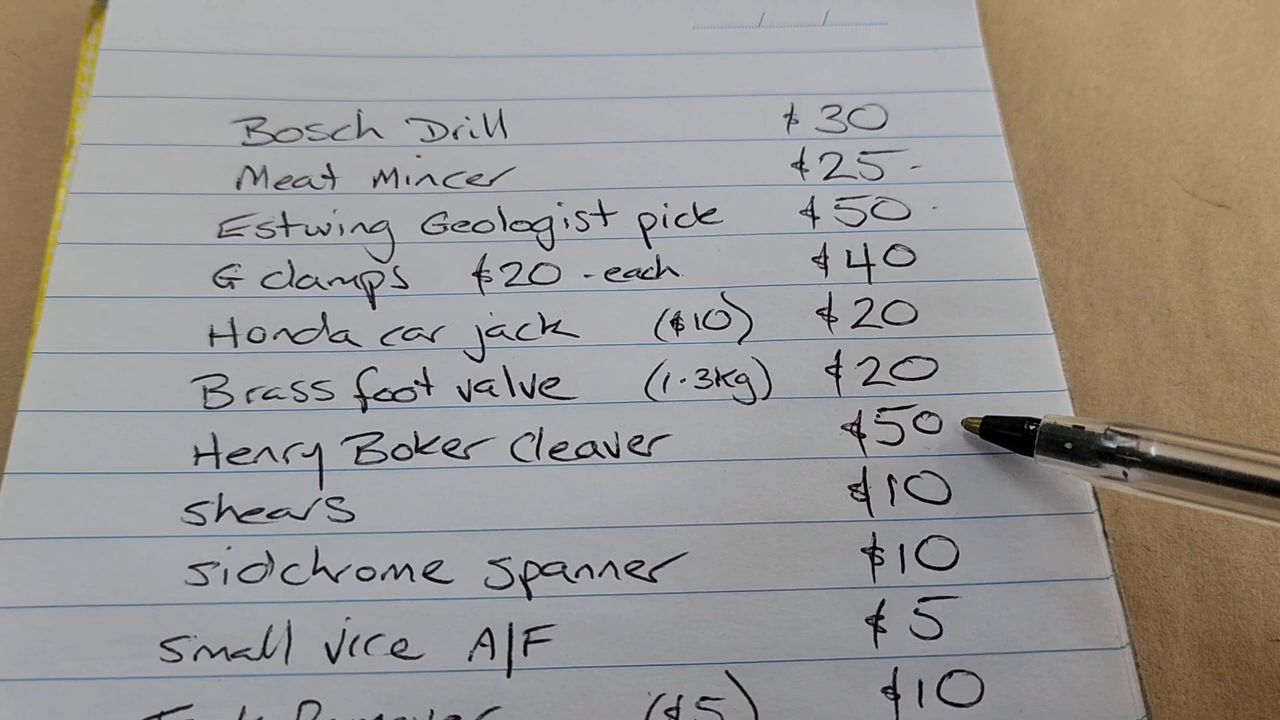 / /
Bosch Drill $30
Meat Mincer $25-
Estwing Geologist pick $50
G clamps $20-each $40
Honda car jack ($10) $20
Brass foot valve (1.3kg) $20
Henry Boker Cleaver $50
shears $10
sidchrome spanner $10
small vice A/F $5
($5) $10